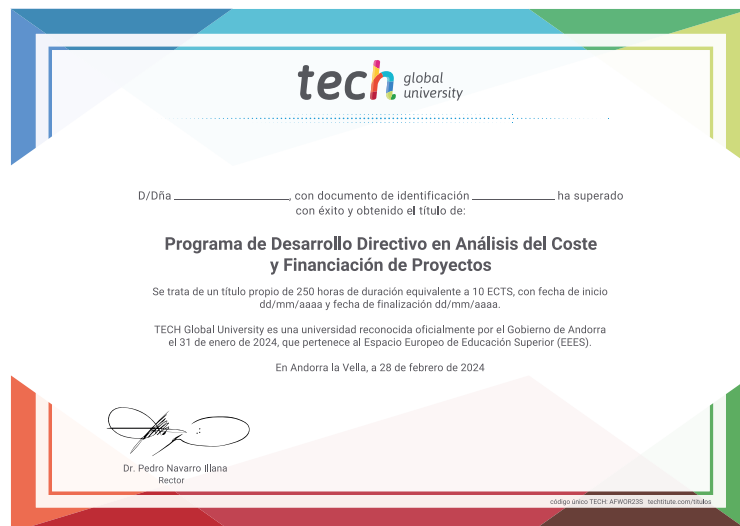 tech global
university
D/Dña ____________________, con documento de identificación ______________ ha superado
con éxito y obtenido el título de:
Programa de Desarrollo Directivo en Análisis del Coste
y Financiación de Proyectos
Se trata de un título propio de 250 horas de duración equivalente a 10 ECTS, con fecha de inicio
dd/mm/aaaa y fecha de finalización dd/mm/aaaa.
TECH Global University es una universidad reconocida oficialmente por el Gobierno de Andorra
el 31 de enero de 2024, que pertenece al Espacio Europeo de Educación Superior (EEES).
En Andorra la Vella, a 28 de febrero de 2024
Dr. Pedro Navarro Illana
Rector
código único TECH: AFWOR23S techtitute.com/titulos